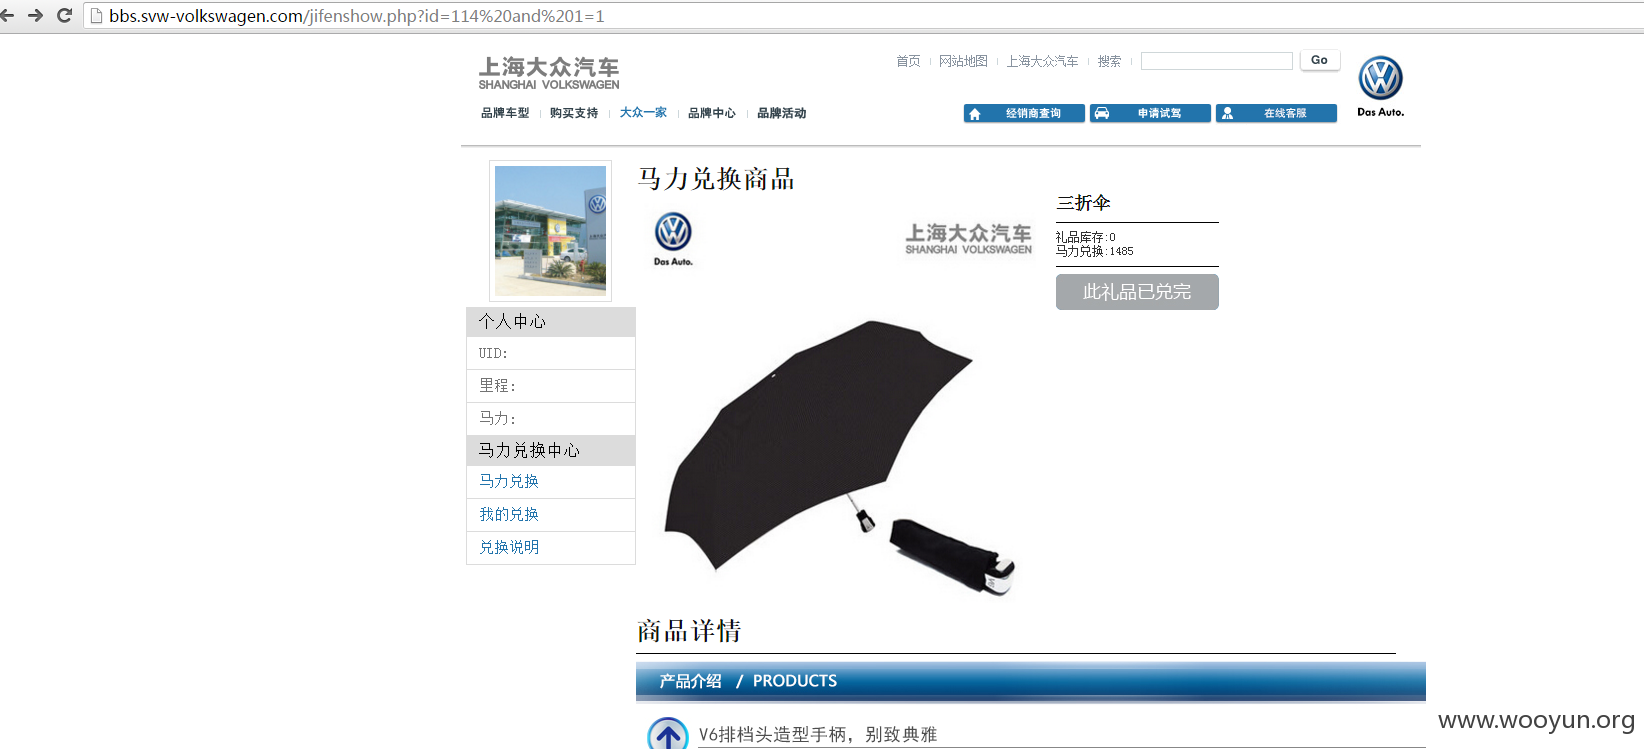 bbs.svw-volkswagen.com/jifenshow.php?id=114%20and%201=1
上海大众汽车
SHANGHAI VOLKSWAGEN
首页 网站地图 上海大众汽车 搜索 Go
Das Auto.
品牌车型 购买支持 大众一家 品牌中心 品牌活动
经销商查询 申请试驾 在线客服
马力兑换商品
Das Auto.
上海大众汽车
SHANGHAI VOLKSWAGEN
三折伞
礼品库存:0
马力兑换:1485
此礼品已兑完
个人中心
UID:
里程:
马力:
马力兑换中心
马力兑换
我的兑换
兑换说明
商品详情
产品介绍 / PRODUCTS
V6排档头造型手柄，别致典雅
www.wooyun.org